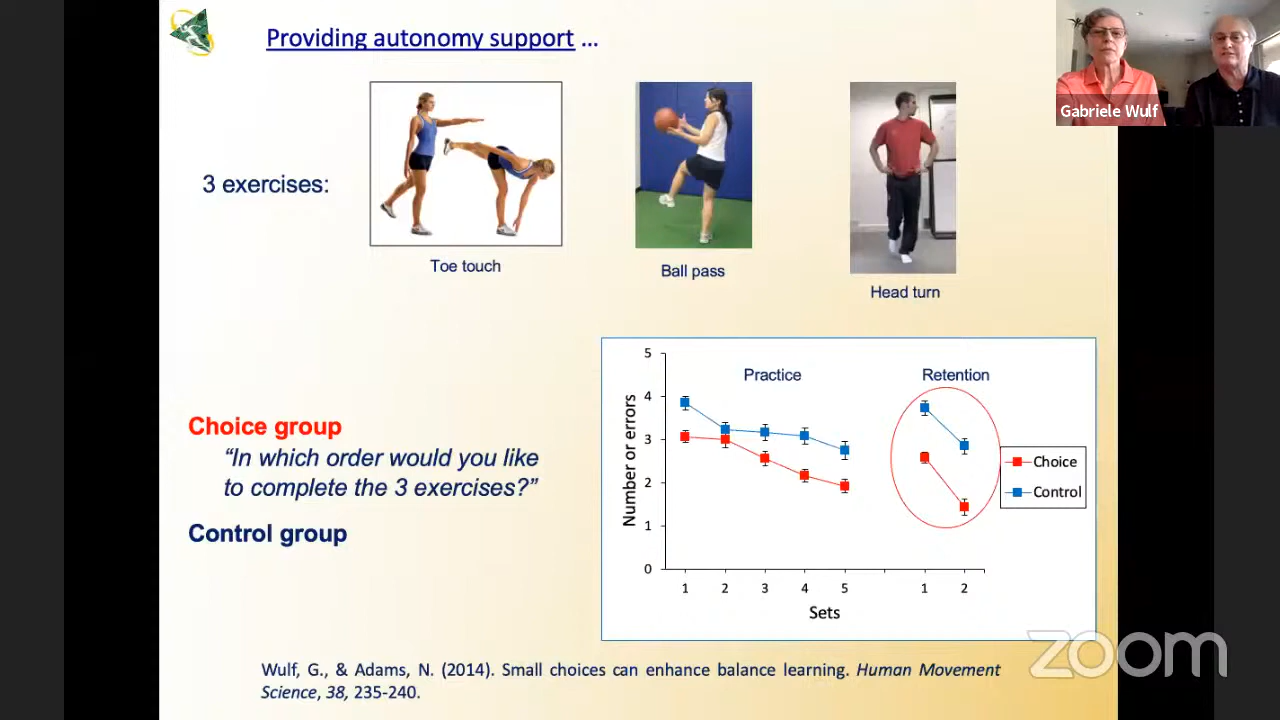 Providing autonomy support ...
Gabriele Wulf
3 exercises:
Toe touch
Ball pass
Head turn
Choice group
“In which order would you like
to complete the 3 exercises?”
Control group
Number or errors
5
4
3
2
1
0
Practice
Retention
Choice
Control
1 2 3 4 5 1 2
Sets
Wulf, G., & Adams, N. (2014). Small choices can enhance balance learning. Human Movement
Science, 38, 235-240.
zoom